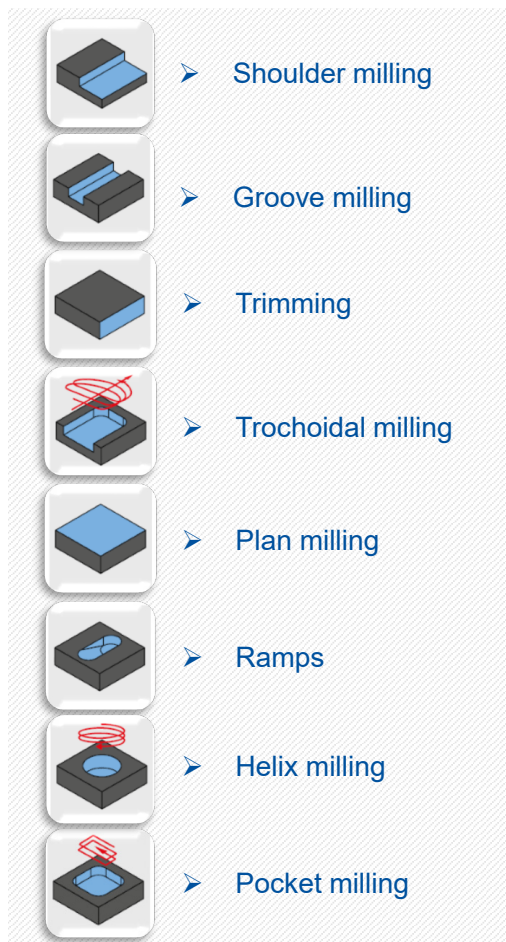 ➢ Shoulder milling
➢ Groove milling
➢ Trimming
➢ Trochoidal milling
➢ Plan milling
➢ Ramps
➢ Helix milling
➢ Pocket milling